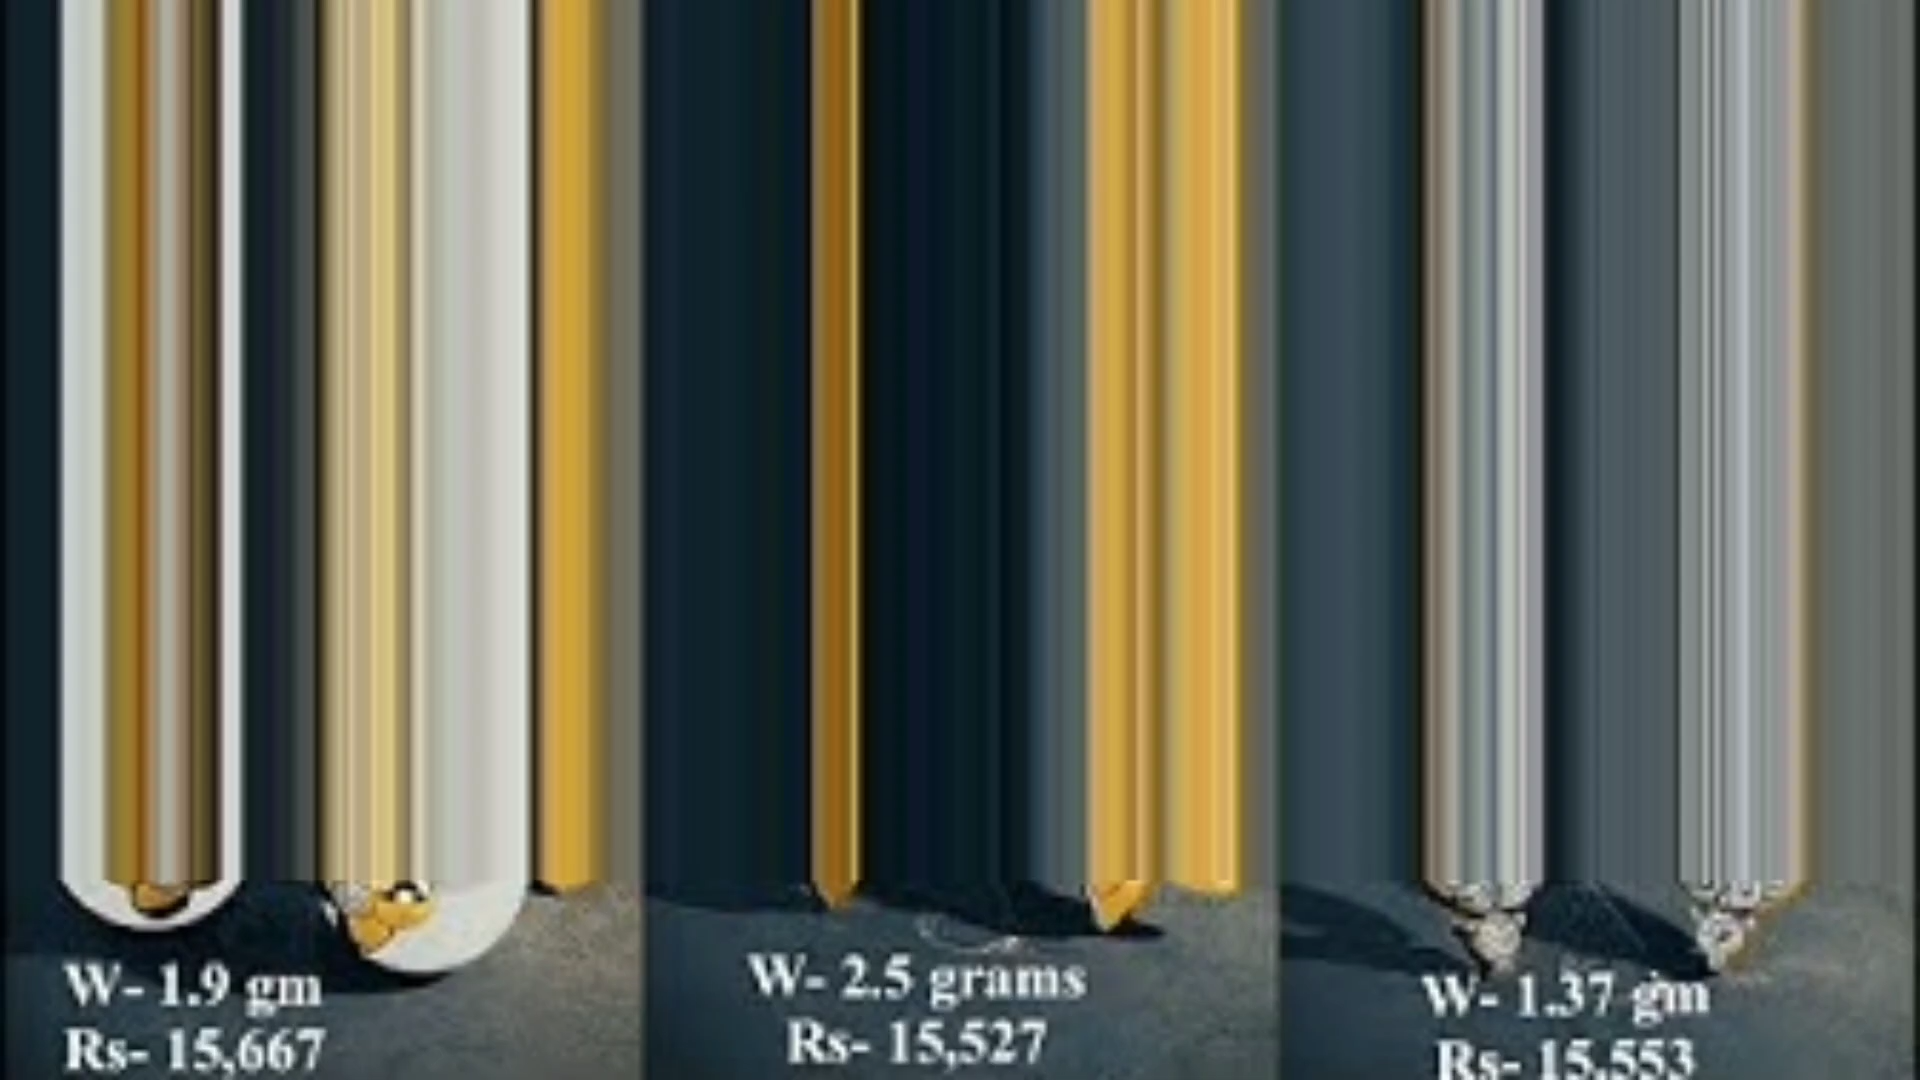 W- 1.9 gm
Rs- 15,667
W- 2.5 grams
Rs- 15,527
W- 1.37 gm
Rs- 15,553